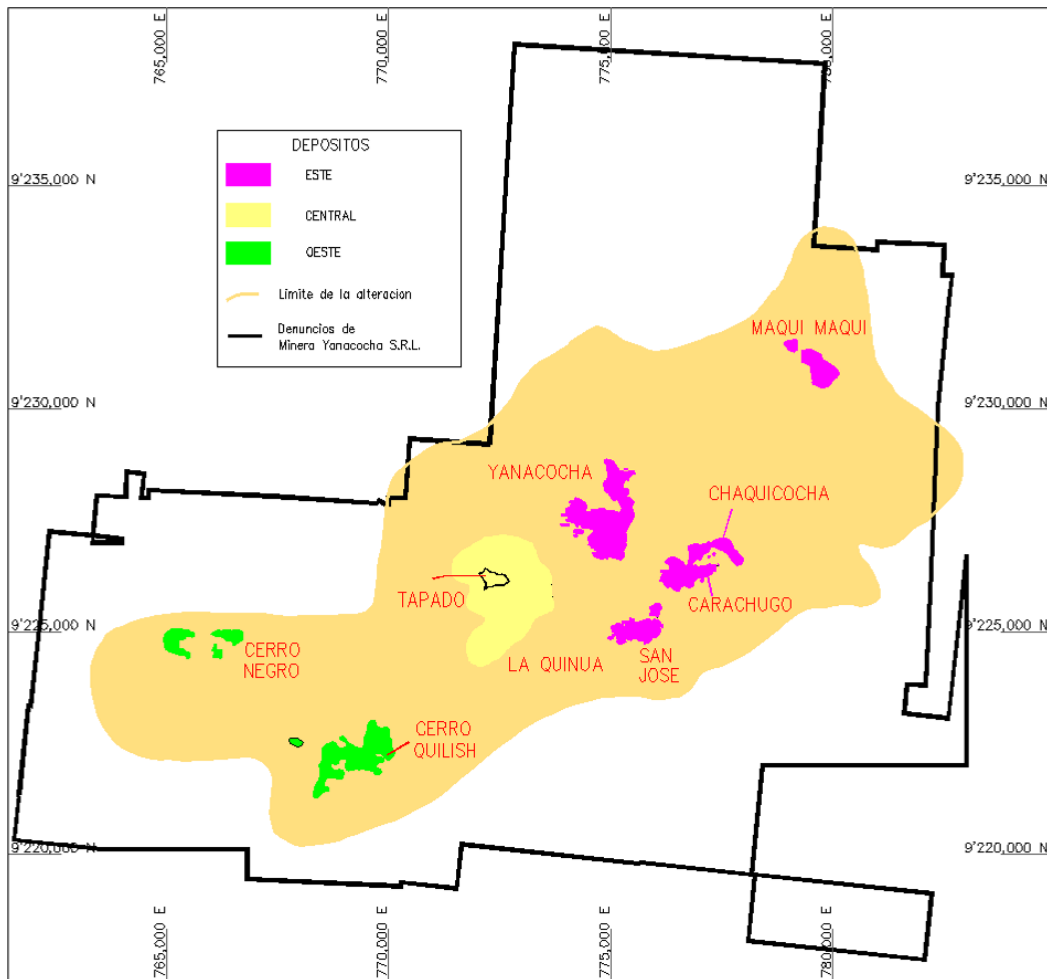 765,000 E
770,000 E
775,000 E
780,000 E
DEPOSITOS
ESTE
CENTRAL
OESTE
Limite de la alteracion
Denuncios de
Minera Yanacocha S.R.L.
9'235,000 N
9'235,000 N
MAQUI MAQUI
9'230,000 N
9'230,000 N
YANACOCHA
CHAQUICOCHA
TAPADO
CARACHUGO
9'225,000 N
9'225,000 N
CERRO
NEGRO
LA QUINUA
SAN
JOSE
CERRO
QUILISH
9'220,000 N
9'220,000 N
765,000 E
770,000 E
775,000 E
780,000 E